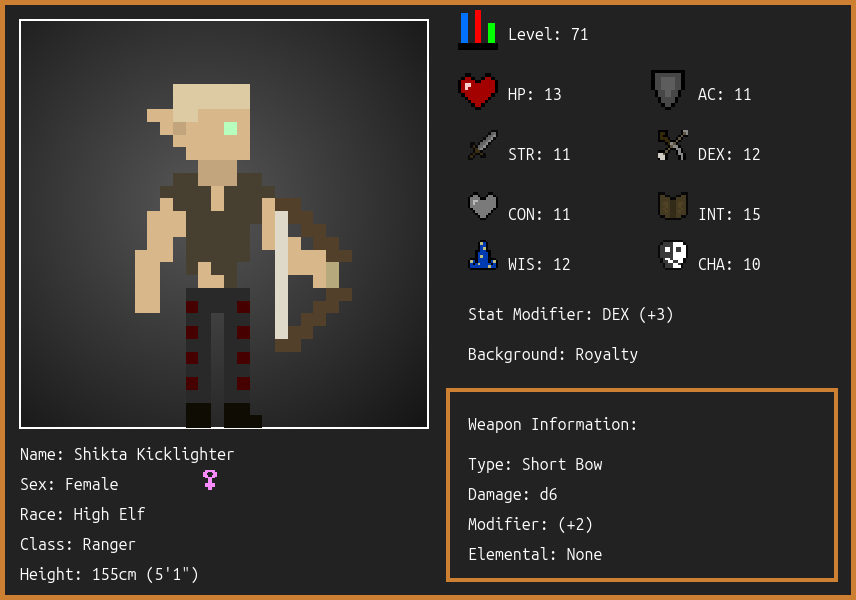 Level: 71
HP: 13
AC: 11
STR: 11
DEX: 12
CON: 11
INT: 15
WIS: 12
CHA: 10
Stat Modifier: DEX (+3)
Background: Royalty
Weapon Information:
Type: Short Bow
Damage: d6
Modifier: (+2)
Elemental: None
Name: Shikta Kicklighter
Sex: Female
Race: High Elf
Class: Ranger
Height: 155cm (5'1")